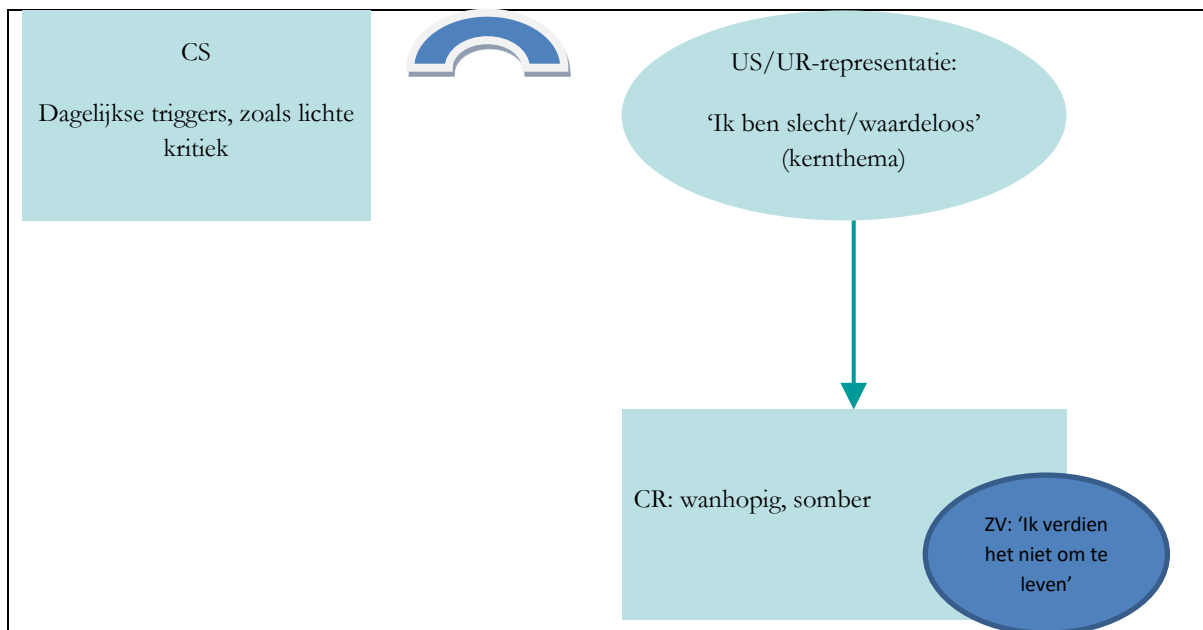 CS
Dagelijkse triggers, zoals lichte
kritiek
US/UR-representatie:
‘Ik ben slecht/waardeloos’
(kernthema)
CR: wanhopig, somber
ZV: ‘Ik verdien
het niet om te
leven’